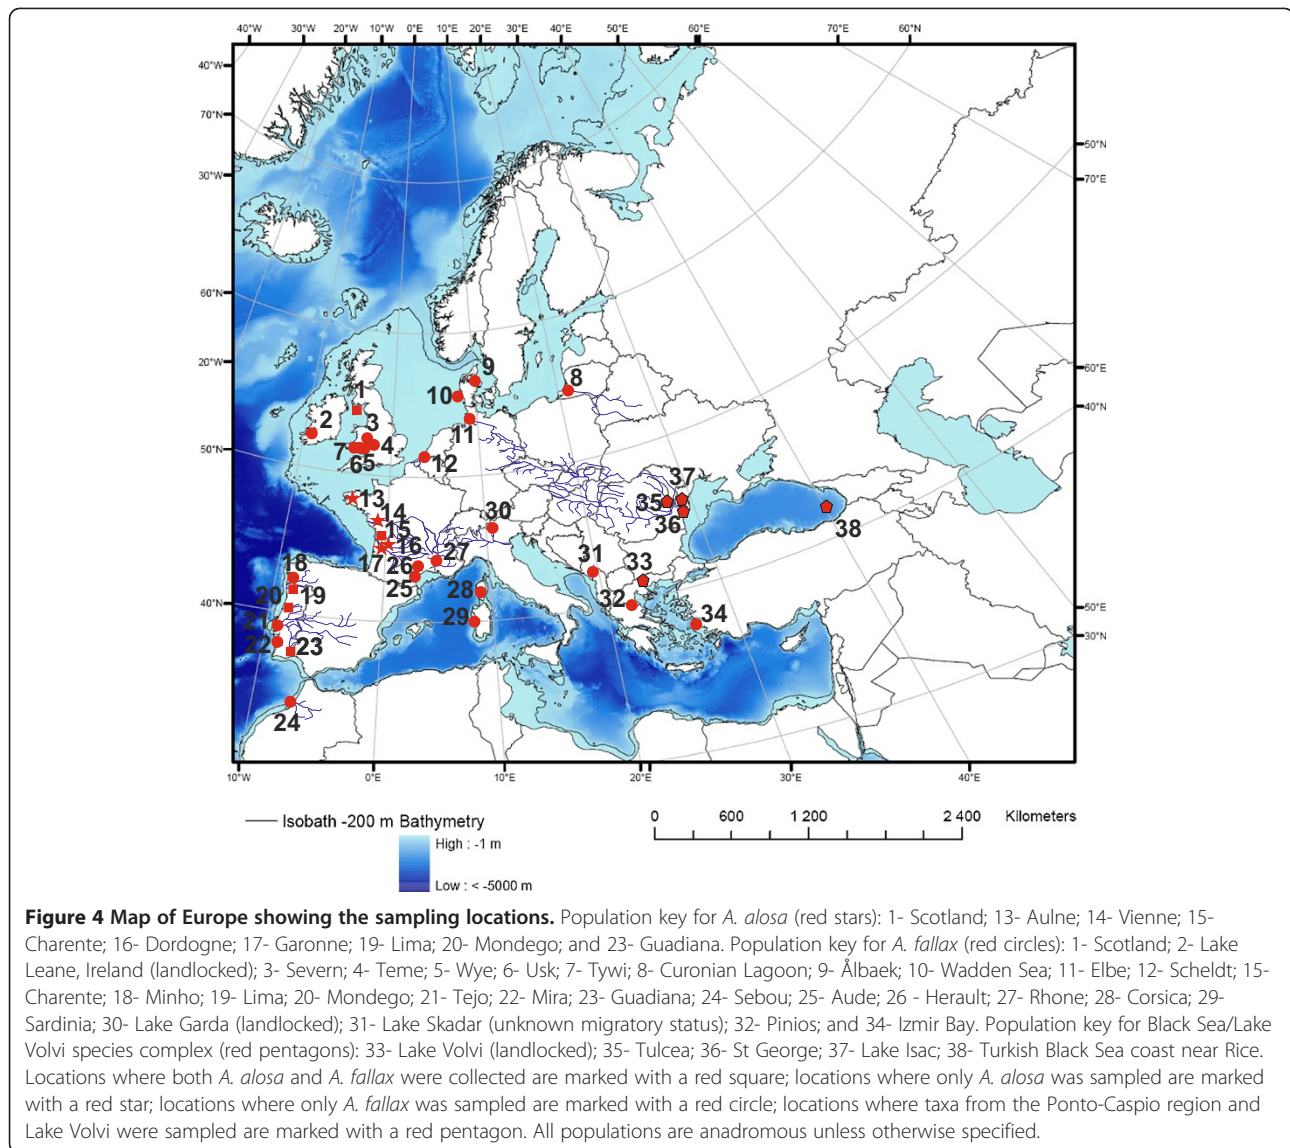 40°W 30°W 20°W 10°W 0°E 10°E 20°E 30°E 40°E 50°E 60°E 70°E 60°N
40°W
70°N
30°W
60°N
20°W
50°N
40°N
50°N
70°E
60°E
40°N
50°E
30°N
10°W 0°E 10°E 20°E 30°E 40°E
1
2
3
4
7
65
8
9
10
11
12
13
14
15
16
17
18
19
20
21
22
23
24
25
26
27
28
29
30
31
32
33
34
35
36
37
38
Isobath -200 m Bathymetry
High : -1 m
Low : < -5000 m
0 600 1 200 2 400 Kilometers
Figure 4 Map of Europe showing the sampling locations. Population key for A. alosa (red stars): 1- Scotland; 13- Aulne; 14- Vienne; 15-
Charente; 16- Dordogne; 17- Garonne; 19- Lima; 20- Mondego; and 23- Guadiana. Population key for A. fallax (red circles): 1- Scotland; 2- Lake
Leane, Ireland (landlocked); 3- Severn; 4- Teme; 5- Wye; 6- Usk; 7- Tywi; 8- Curonian Lagoon; 9- Ålbaek; 10- Wadden Sea; 11- Elbe; 12- Scheldt; 15-
Charente; 18- Minho; 19- Lima; 20- Mondego; 21- Tejo; 22- Mira; 23- Guadiana; 24- Sebou; 25- Aude; 26 - Herault; 27- Rhone; 28- Corsica; 29-
Sardinia; 30- Lake Garda (landlocked); 31- Lake Skadar (unknown migratory status); 32- Pinios; and 34- Izmir Bay. Population key for Black Sea/Lake
Volvi species complex (red pentagons): 33- Lake Volvi (landlocked); 35- Tulcea; 36- St George; 37- Lake Isac; 38- Turkish Black Sea coast near Rice.
Locations where both A. alosa and A. fallax were collected are marked with a red square; locations where only A. alosa was sampled are marked
with a red star; locations where only A. fallax was sampled are marked with a red circle; locations where taxa from the Ponto-Caspio region and
Lake Volvi were sampled are marked with a red pentagon. All populations are anadromous unless otherwise specified.